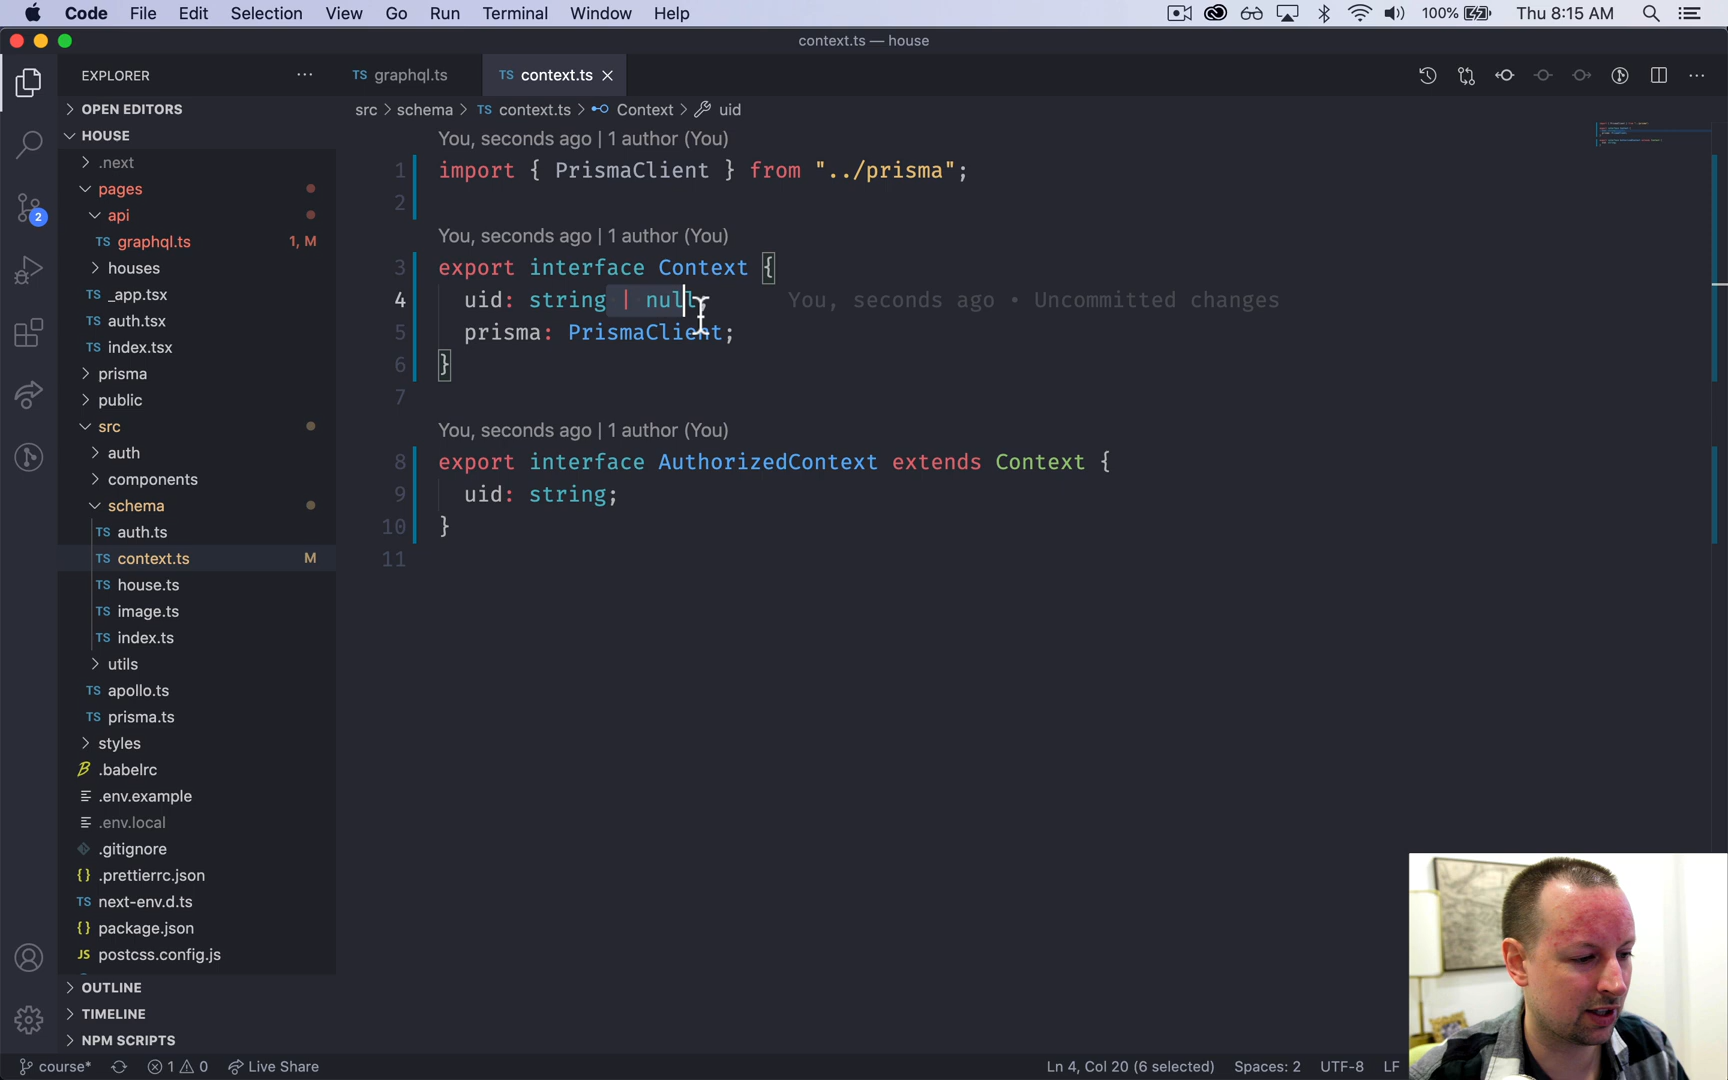 Code File Edit Selection View Go Run Terminal Window Help 100% Thu 8:15 AM
context.ts — house
EXPLORER
TS graphql.ts
TS context.ts
OPEN EDITORS
HOUSE
.next
pages
api
TS graphql.ts 1, M
houses
TS _app.tsx
TS auth.tsx
TS index.tsx
prisma
public
src
auth
components
schema
TS auth.ts
TS context.ts M
TS house.ts
TS image.ts
TS index.ts
utils
TS apollo.ts
TS prisma.ts
styles
.babelrc
.env.example
.env.local
.gitignore
{} .prettierrc.json
TS next-env.d.ts
{} package.json
JS postcss.config.js
OUTLINE
TIMELINE
NPM SCRIPTS
2
src > schema > TS context.ts > Context > uid
You, seconds ago | 1 author (You)
1 import { PrismaClient } from "../prisma";
2
You, seconds ago | 1 author (You)
3 export interface Context {
4 uid: string | null; You, seconds ago • Uncommitted changes
5 prisma: PrismaClient;
6 }
7
You, seconds ago | 1 author (You)
8 export interface AuthorizedContext extends Context {
9 uid: string;
10 }
11
course* 1 0 Live Share Ln 4, Col 20 (6 selected) Spaces: 2 UTF-8 LF